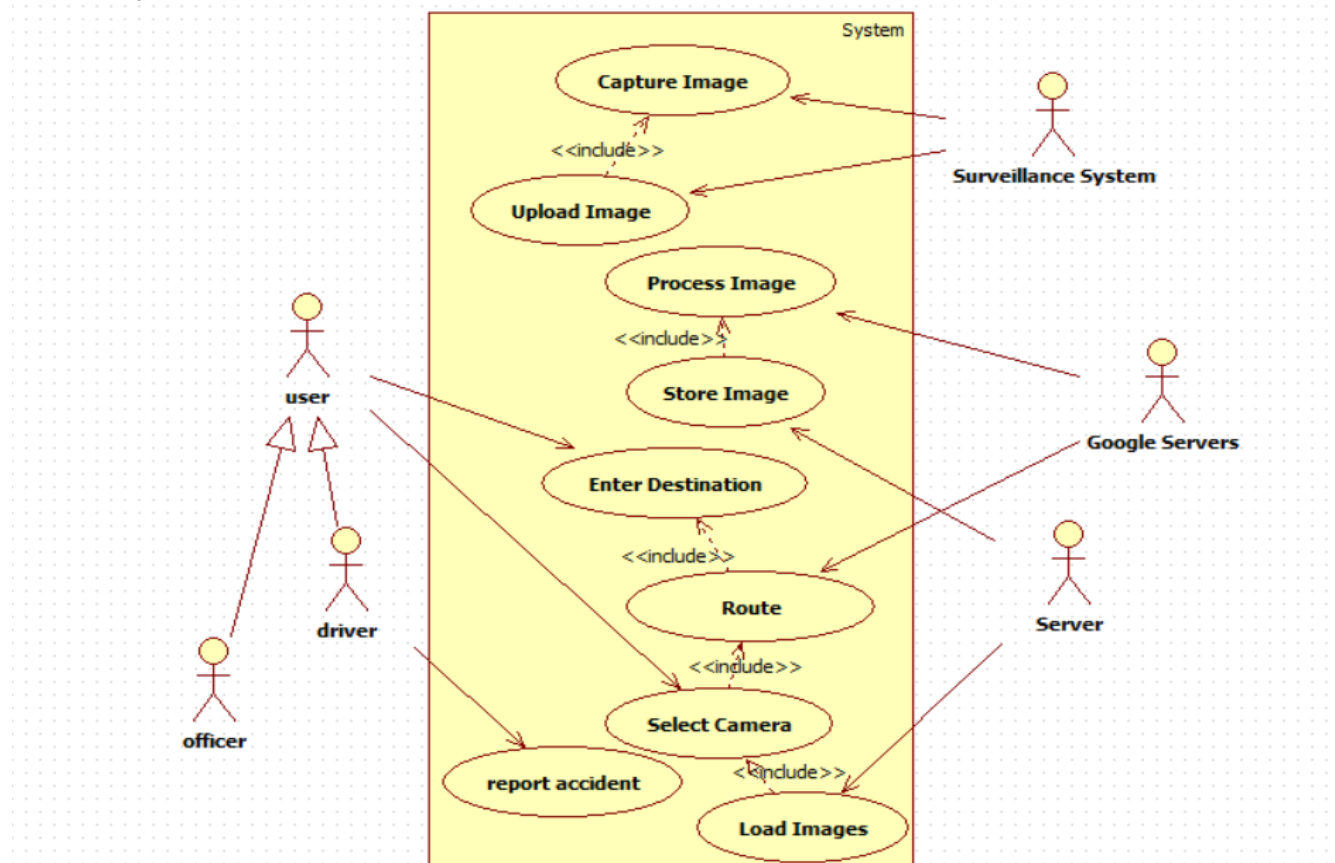 System
Capture Image
<<include>>
Surveillance System
Upload Image
Process Image
<<include>>
user
Store Image
Google Servers
Enter Destination
<<include>>
driver
Route
Server
<<include>>
officer
Select Camera
<<include>>
report accident
Load Images